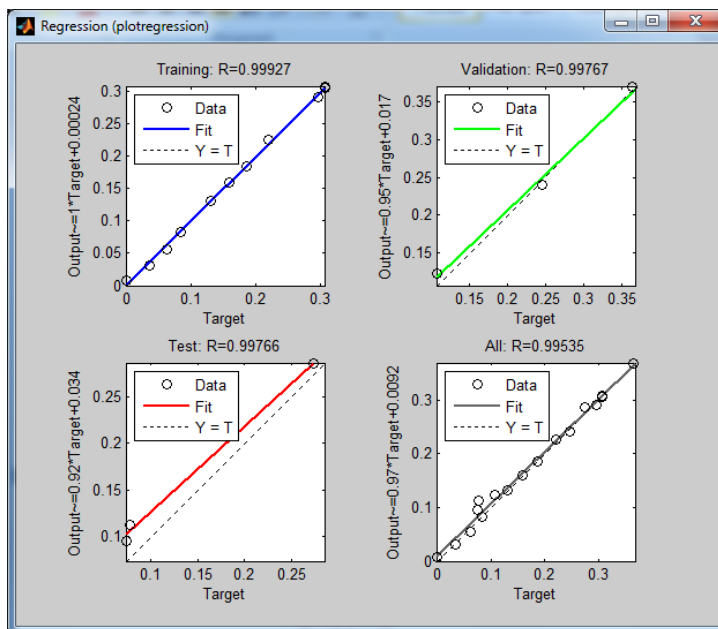 Regression (plotregression)
Training: R=0.99927
Output~=1*Target+0.00024
0.3
0.25
0.2
0.15
0.1
0.05
0
Data
Fit
Y = T
0
0.1
0.2
0.3
Target
Validation: R=0.99767
Output~=0.95*Target+0.017
0.35
0.3
0.25
0.2
0.15
Data
Fit
Y = T
0.15
0.2
0.25
0.3
0.35
Target
Test: R=0.99766
Output~=0.92*Target+0.034
0.25
0.2
0.15
0.1
Data
Fit
Y = T
0.1
0.15
0.2
0.25
Target
All: R=0.99535
Output~=0.97*Target+0.0092
0.3
0.2
0.1
0
Data
Fit
Y = T
0
0.1
0.2
0.3
Target